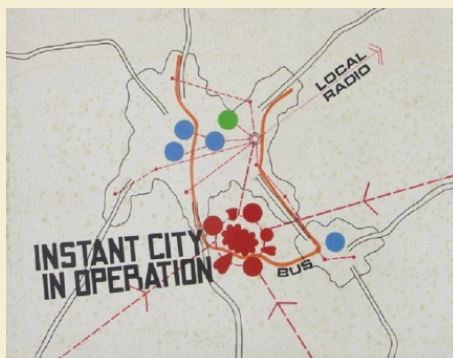 LOCAL
RADIO
INSTANT CITY
IN OPERATION
BUS